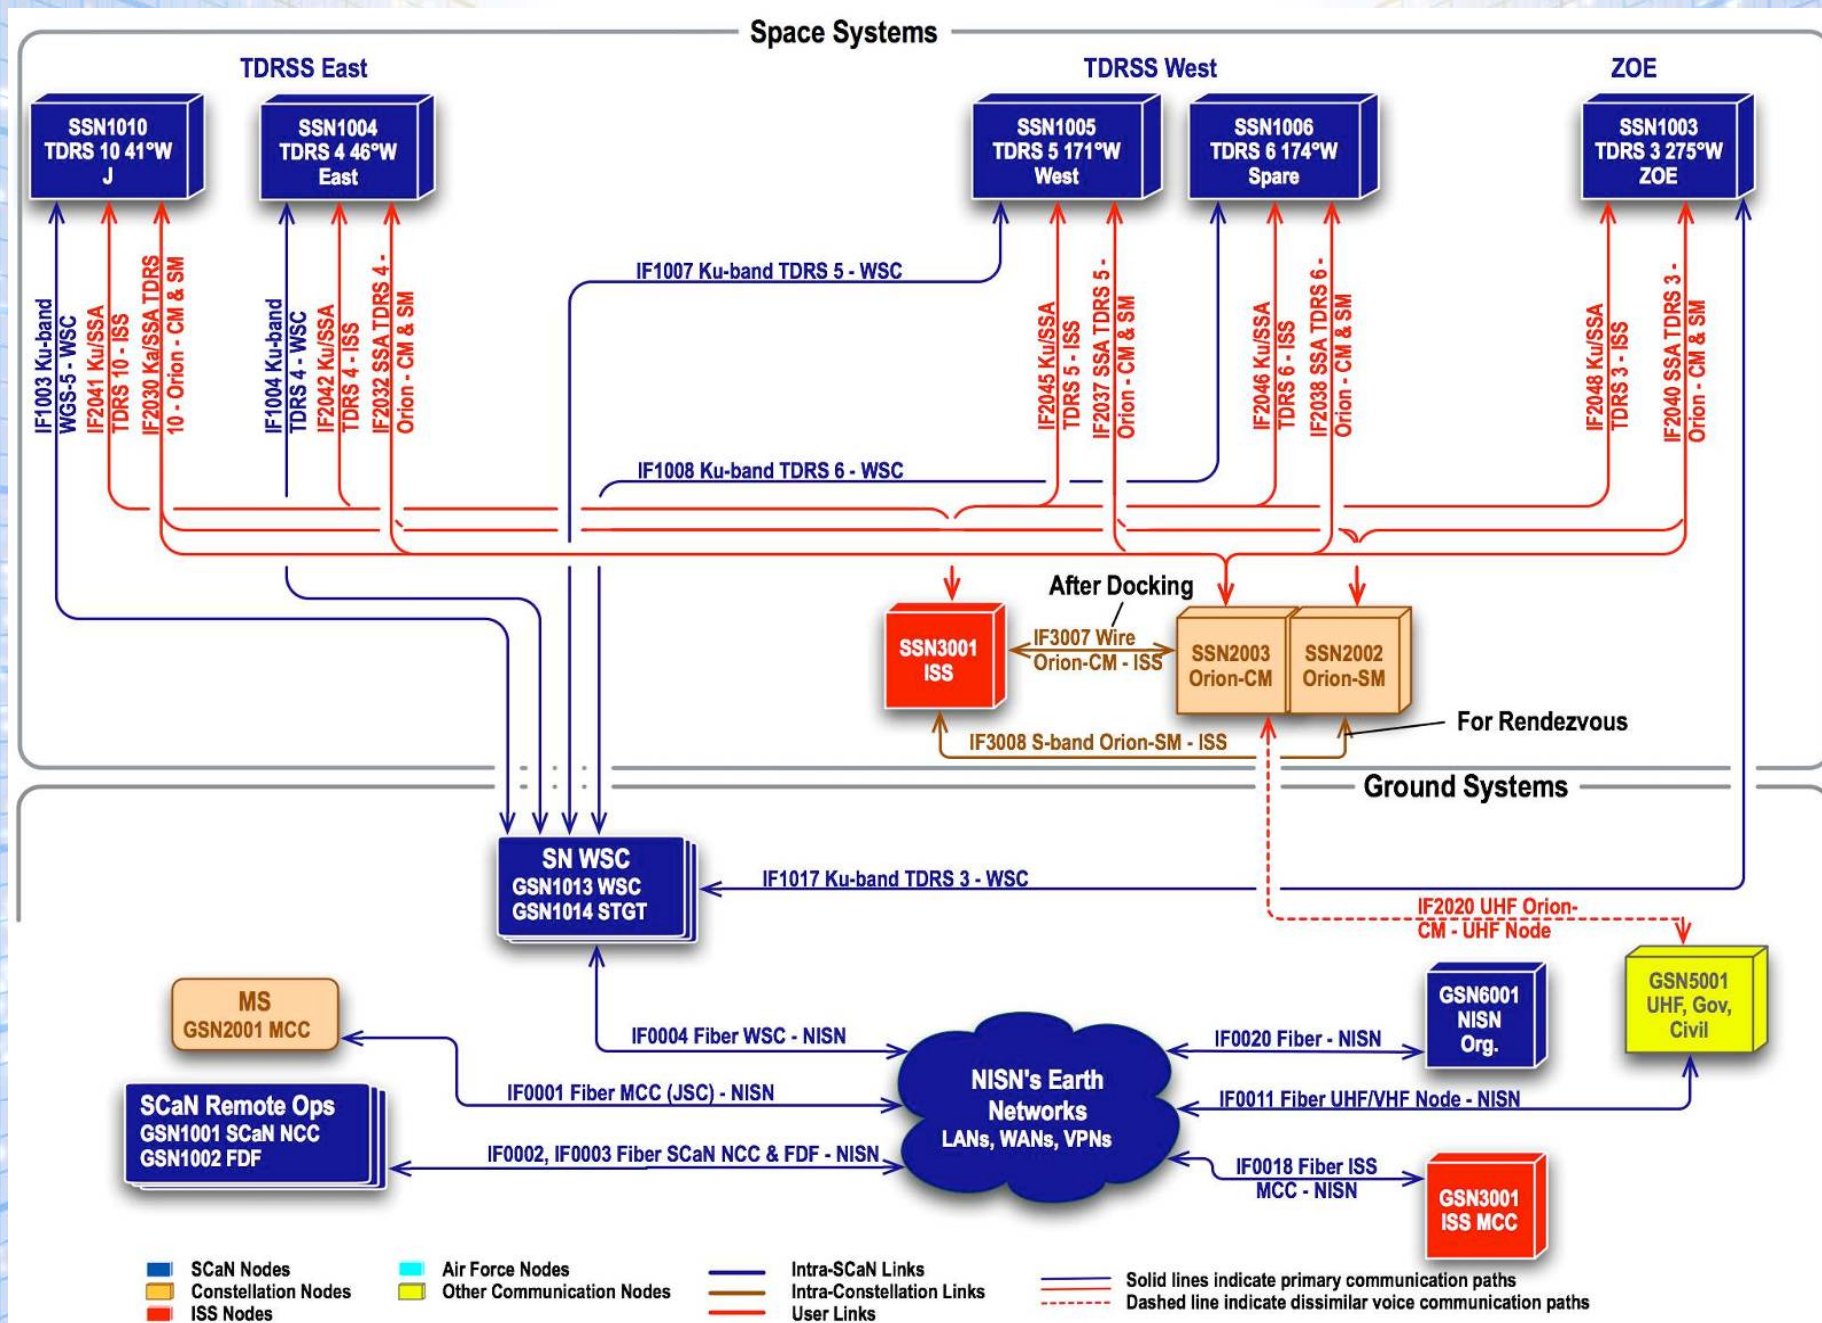 Space Systems
TDRSS East
TDRSS West
ZOE
SSN1010
TDRS 10 41°W
J
SSN1004
TDRS 4 46°W
East
SSN1005
TDRS 5 171°W
West
SSN1006
TDRS 6 174°W
Spare
SSN1003
TDRS 3 275°W
ZOE
IF1003 Ku-band
WGS-5 - WSC
IF2041 Ku/SSA
TDRS 10 - ISS
IF2030 Ka/SSA TDRS
10 - Orion - CM & SM
IF1004 Ku-band
TDRS 4 - WSC
IF2042 Ku/SSA
TDRS 4 - ISS
IF2032 SSA TDRS 4 -
Orion - CM & SM
IF1007 Ku-band TDRS 5 - WSC
IF2045 Ku/SSA
TDRS 5 - ISS
IF2037 SSA TDRS 5 -
Orion - CM & SM
IF2046 Ku/SSA
TDRS 6 - ISS
IF2038 SSA TDRS 6 -
Orion - CM & SM
IF2048 Ku/SSA
TDRS 3 - ISS
IF2040 SSA TDRS 3 -
Orion - CM & SM
IF1008 Ku-band TDRS 6 - WSC
After Docking
SSN3001
ISS
IF3007 Wire
Orion-CM - ISS
SSN2003
Orion-CM
SSN2002
Orion-SM
For Rendezvous
IF3008 S-band Orion-SM - ISS
Ground Systems
SN WSC
GSN1013 WSC
GSN1014 STGT
IF1017 Ku-band TDRS 3 - WSC
IF2020 UHF Orion-
CM - UHF Node
MS
GSN2001 MCC
IF0004 Fiber WSC - NISN
IF0020 Fiber - NISN
GSN6001
NISN
Org.
GSN5001
UHF, Gov,
Civil
NISN's Earth
Networks
LANs, WANs, VPNs
IF0001 Fiber MCC (JSC) - NISN
IF0011 Fiber UHF/VHF Node - NISN
SCaN Remote Ops
GSN1001 SCaN NCC
GSN1002 FDF
IF0002, IF0003 Fiber SCaN NCC & FDF - NISN
IF0018 Fiber ISS
MCC - NISN
GSN3001
ISS MCC
SCaN Nodes
Constellation Nodes
ISS Nodes
Air Force Nodes
Other Communication Nodes
Intra-SCaN Links
Intra-Constellation Links
User Links
Solid lines indicate primary communication paths
Dashed line indicate dissimilar voice communication paths